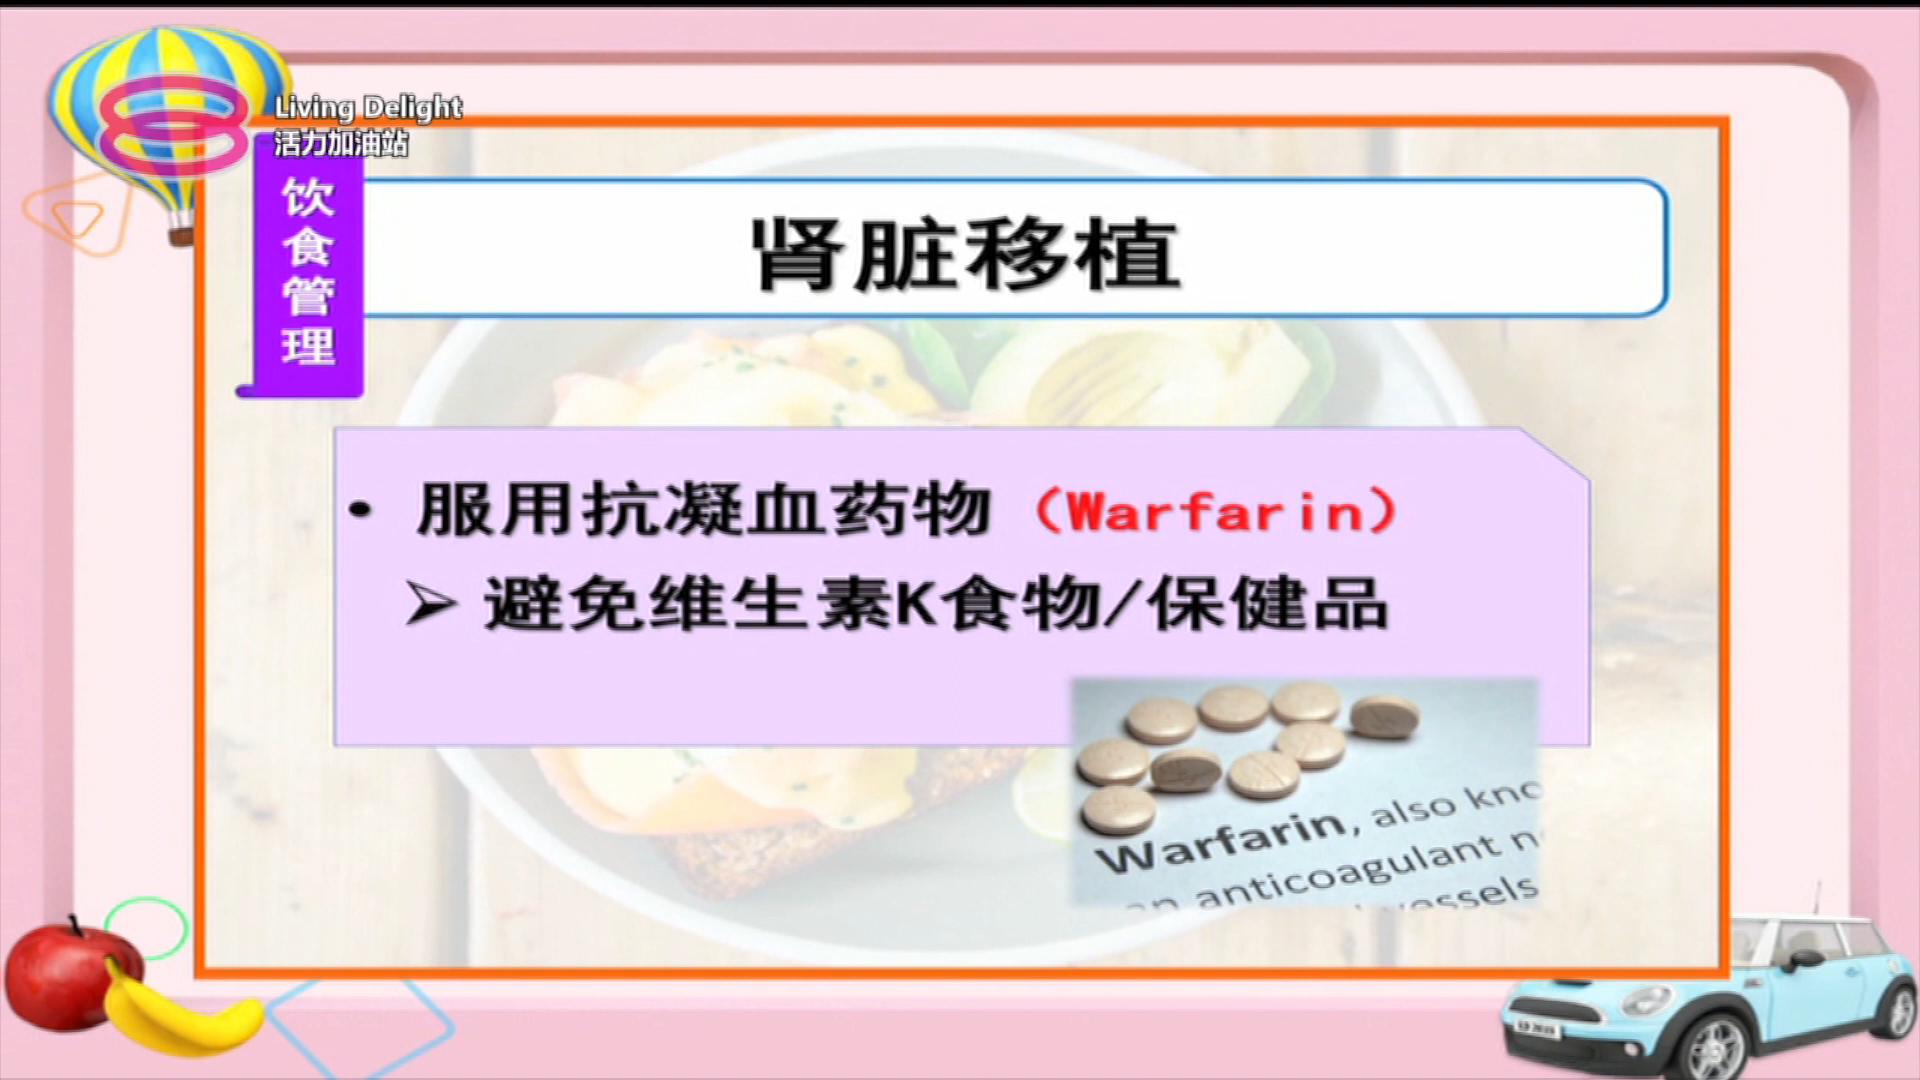 Living Delight
活力加油站
饮食管理
肾脏移植
• 服用抗凝血药物（Warfarin）
➢ 避免维生素K食物/保健品
Warfarin, also kno
an anticoagulant n
vessels